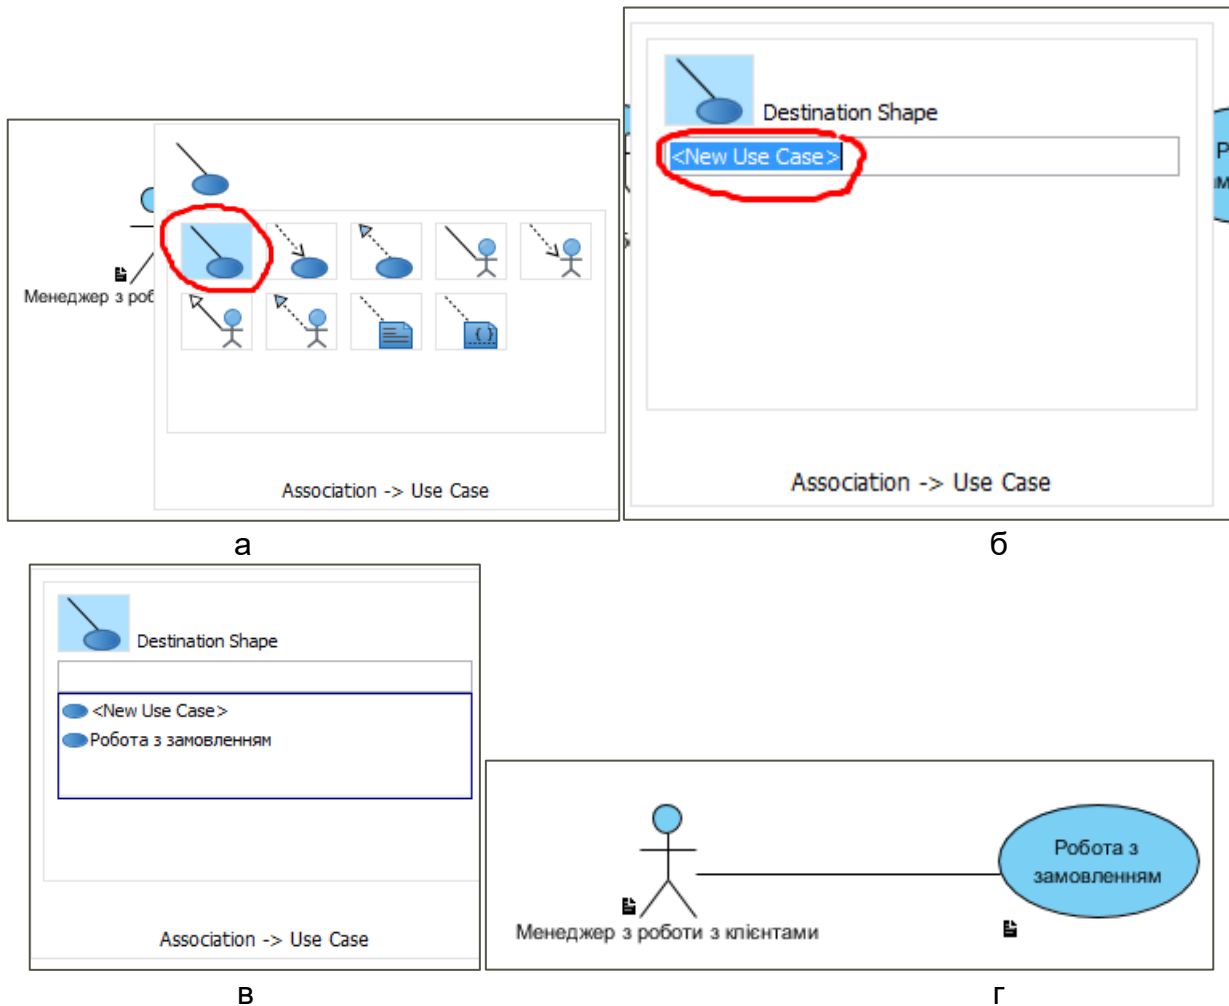 Менеджер з роб
Association -> Use Case
а
Destination Shape
<New Use Case>
Р
Association -> Use Case
б
Destination Shape
<New Use Case>
Робота з замовленням
Association -> Use Case
в
Робота з
замовленням
Менеджер з роботи з клієнтами
г